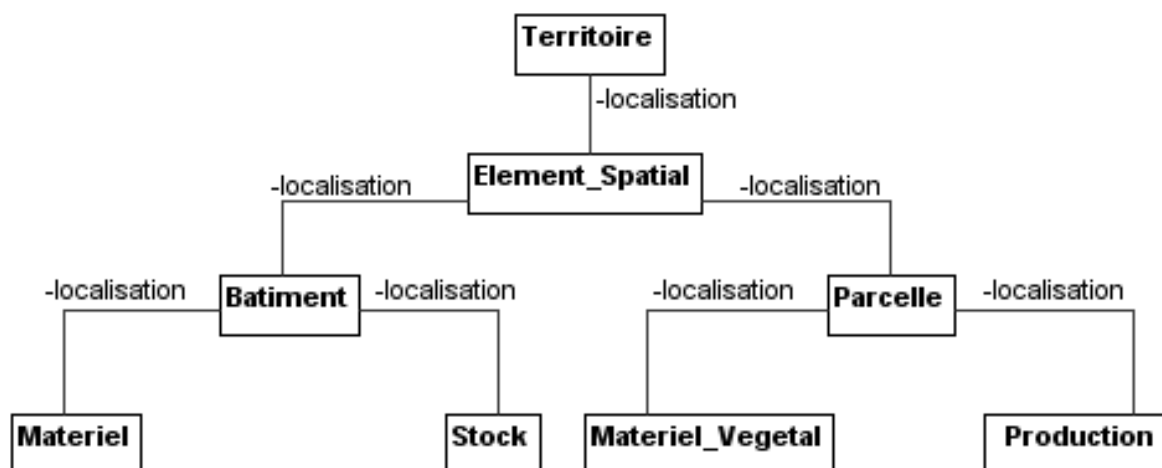 Territoire
-localisation
Element_Spatial
-localisation
-localisation
Batiment
Parcelle
-localisation
-localisation
-localisation
-localisation
Materiel
Stock
Materiel_Vegetal
Production